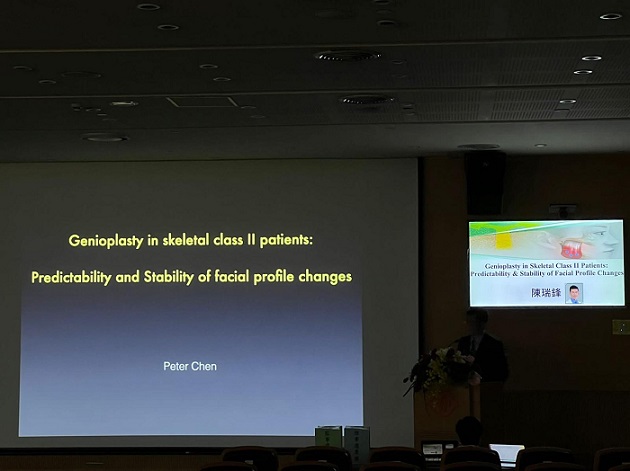 Genioplasty in skeletal class II patients:
Predictability and Stability of facial profile changes
Peter Chen
Genioplasty in Skeletal Class II Patients:
Predictability & Stability of Facial Profile Changes
陳瑞鋒